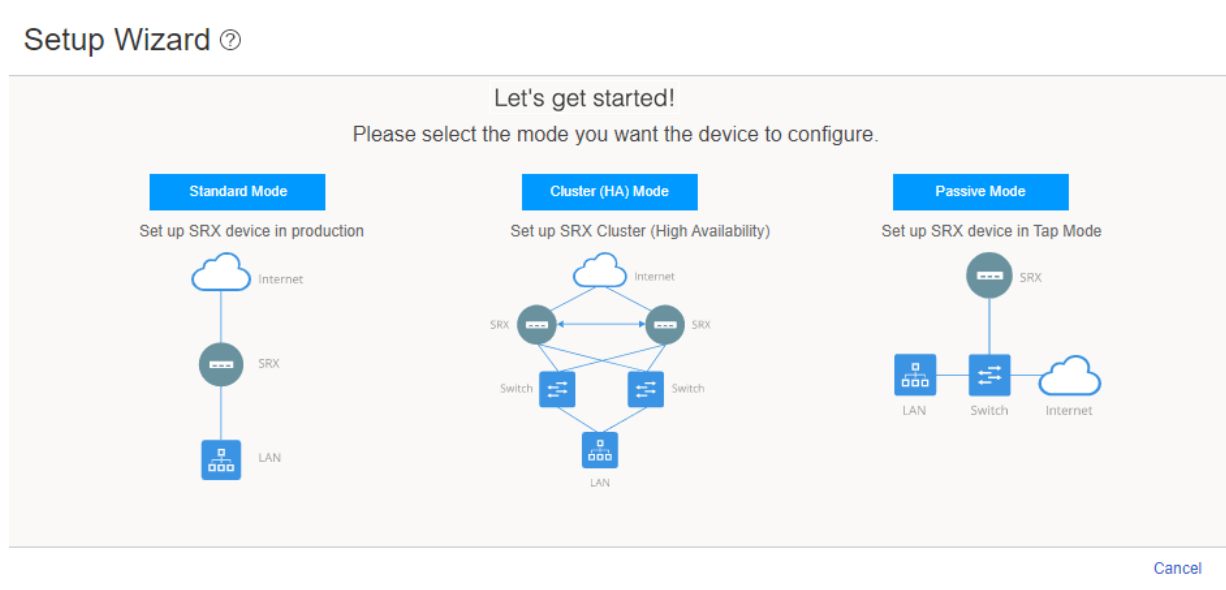 Setup Wizard ?
Let's get started!
Please select the mode you want the device to configure.
Standard Mode
Set up SRX device in production
Internet
SRX
LAN
Cluster (HA) Mode
Set up SRX Cluster (High Availability)
Internet
SRX
SRX
Switch
Switch
LAN
Passive Mode
Set up SRX device in Tap Mode
SRX
LAN
Switch
Internet
Cancel